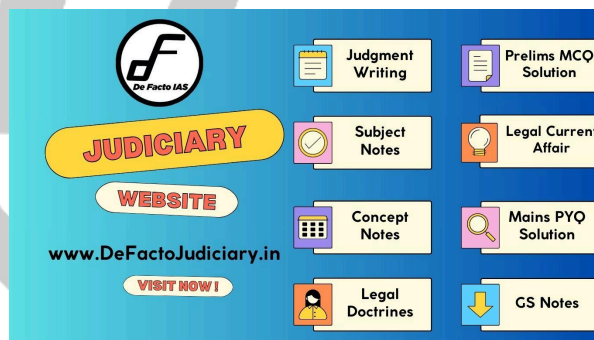 De Facto IAS
JUDICIARY
WEBSITE
www.DeFactoJudiciary.in
VISIT NOW!
Judgment
Writing
Prelims MCQ
Solution
Subject
Notes
Legal Current
Affair
Concept
Notes
Mains PYQ
Solution
Legal
Doctrines
GS Notes